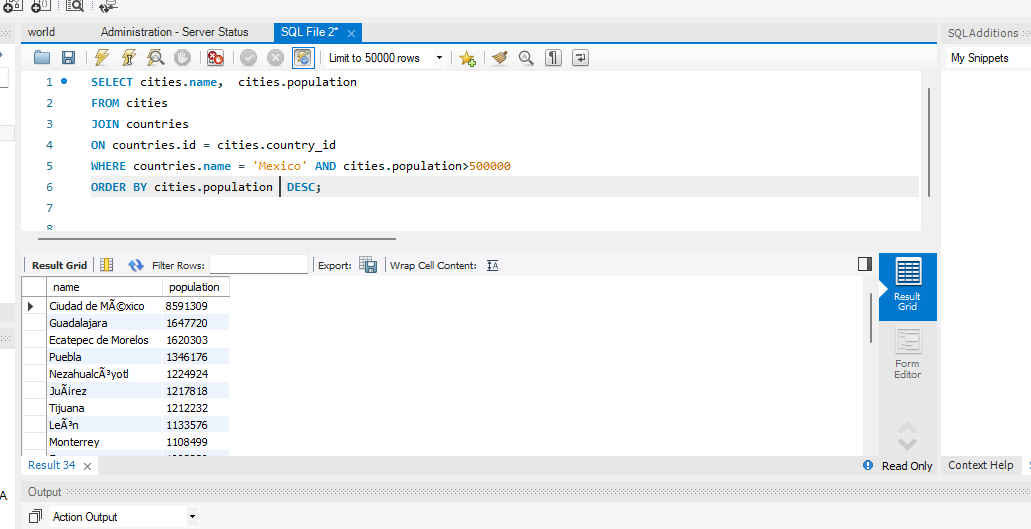 world Administration - Server Status SQL File 2* ×
SQLAdditions
Limit to 50000 rows
My Snippets
1 SELECT cities.name,  cities.population
2 FROM cities
3 JOIN countries
4 ON countries.id = cities.country_id
5 WHERE countries.name = 'Mexico' AND cities.population>500000
6 ORDER BY cities.population  DESC;
7
8
Result Grid Filter Rows: Export: Wrap Cell Content:
name population
Ciudad de MÃ©xico 8591309
Guadalajara 1647720
Ecatepec de Morelos 1620303
Puebla 1346176
NezahualcÃ³yotl 1224924
JuÃirez 1217818
Tijuana 1212232
LeÃ³n 1133576
Monterrey 1108499
Result
Grid
Form
Editor
Result 34 ×
Read Only
Context Help
Output
A
Action Output